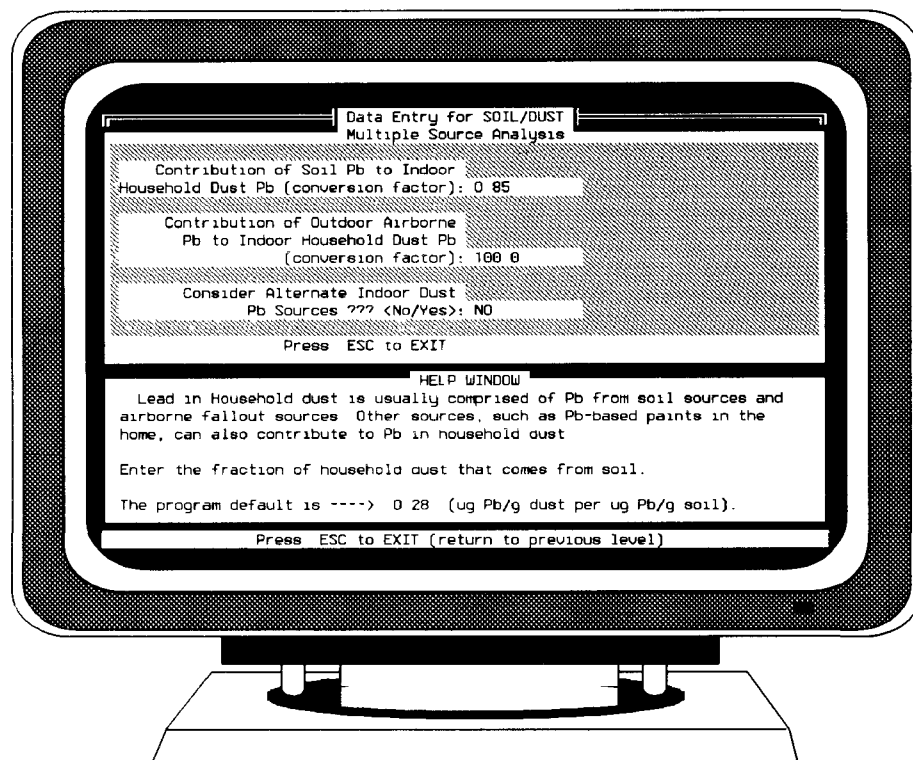 Data Entry for SOIL/DUST
Multiple Source Analysis
Contribution of Soil Pb to Indoor
Household Dust Pb (conversion factor): 0 85
Contribution of Outdoor Airborne
Pb to Indoor Household Dust Pb
(conversion factor): 100 0
Consider Alternate Indoor Dust
Pb Sources ??? <No/Yes>: NO
Press ESC to EXIT
HELP WINDOW
Lead in Household dust is usually comprised of Pb from soil sources and
airborne fallout sources Other sources, such as Pb-based paints in the
home, can also contribute to Pb in household dust
Enter the fraction of household dust that comes from soil.
The program default is ----> 0 28 (ug Pb/g dust per ug Pb/g soil).
Press ESC to EXIT (return to previous level)